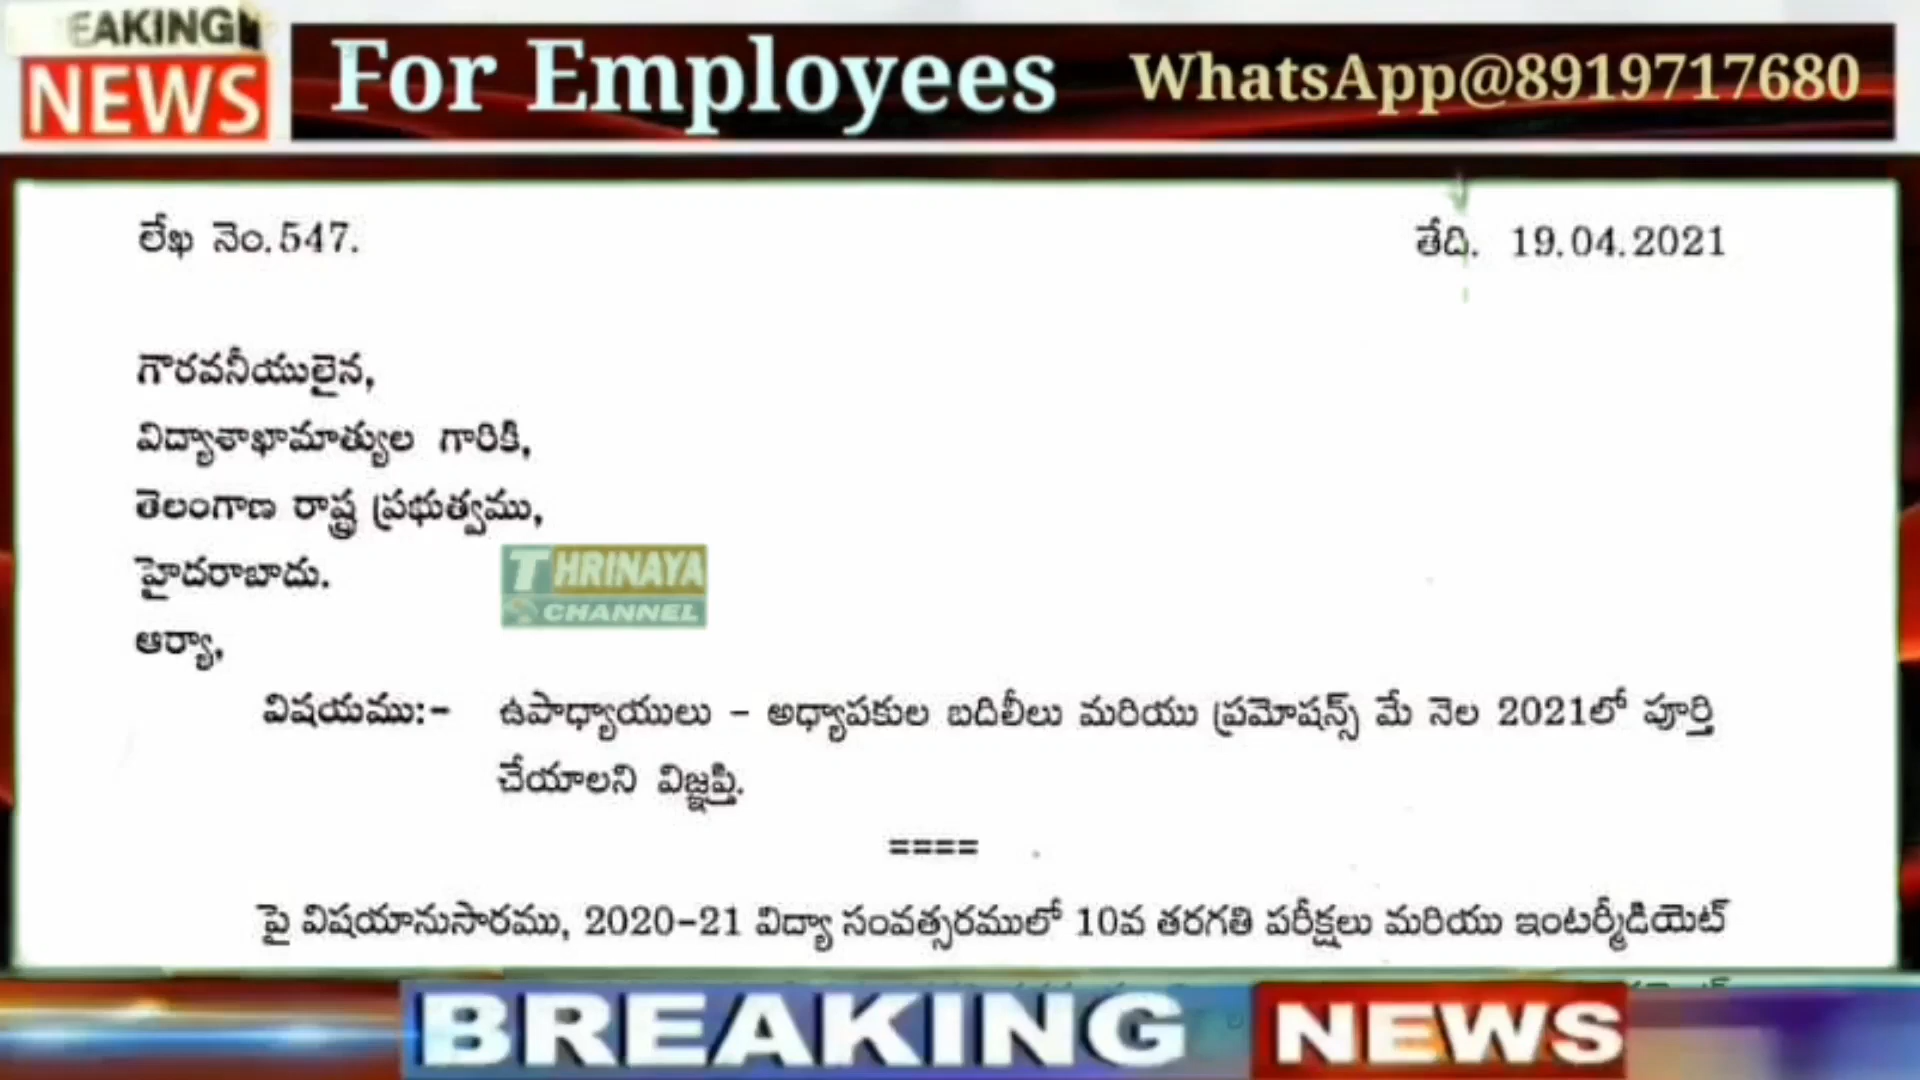 EAKING
NEWS
For Employees
WhatsApp@8919717680
లేఖ నెం.547.
తేది. 19.04.2021
గౌరవనీయులైన,
విద్యాశాఖామాత్యుల గారికి,
తెలంగాణ రాష్ట్ర ప్రభుత్వము,
హైదరాబాదు.
THRINAYA
CHANNEL
ఆర్యా,
విషయము:- ఉపాధ్యాయులు - అధ్యాపకుల బదిలీలు మరియు ప్రమోషన్స్ మే నెల 2021లో పూర్తి
చేయాలని విజ్ఞప్తి.
====
పై విషయానుసారము, 2020-21 విద్యా సంవత్సరములో 10వ తరగతి పరీక్షలు మరియు ఇంటర్మీడియెట్
BREAKING NEWS